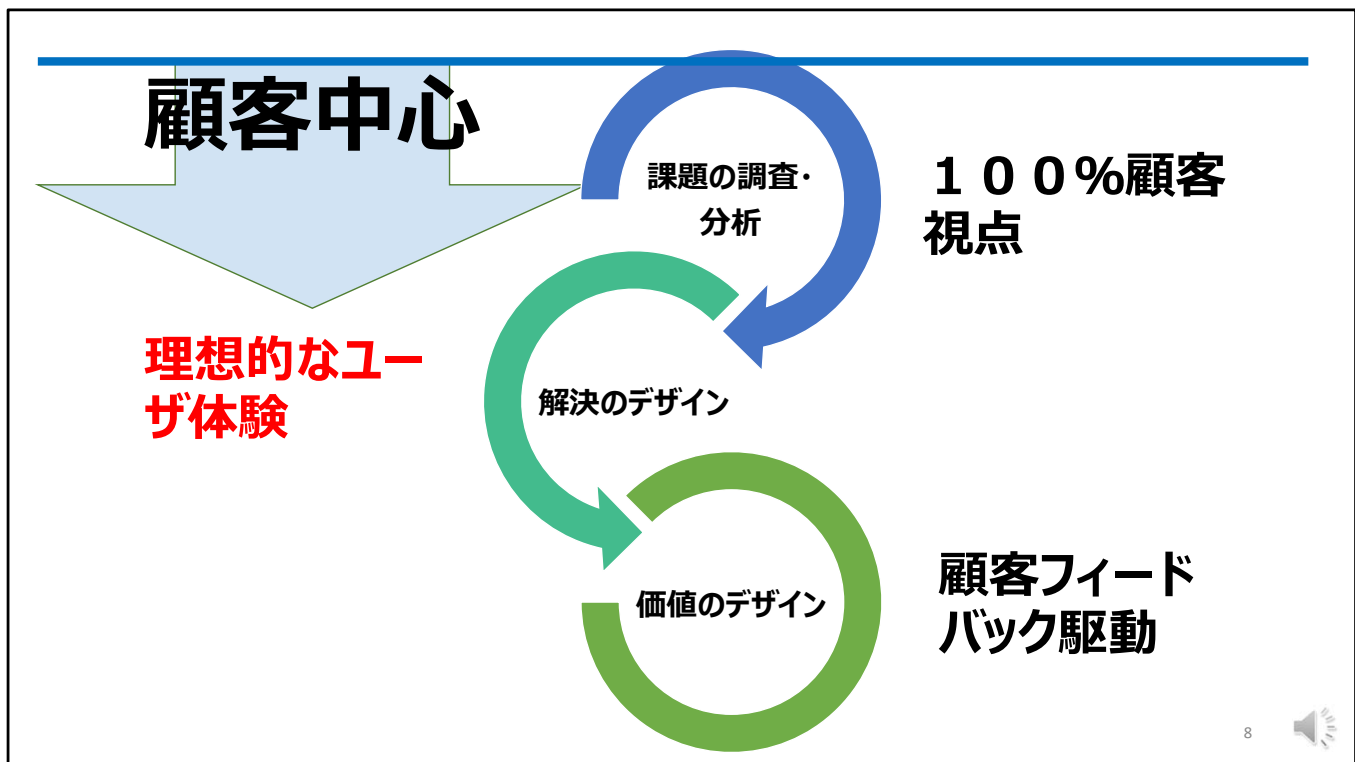 顧客中心
課題の調査・
分析
１００％顧客
視点
理想的なユー
ザ体験
解決のデザイン
価値のデザイン
顧客フィード
バック駆動
8